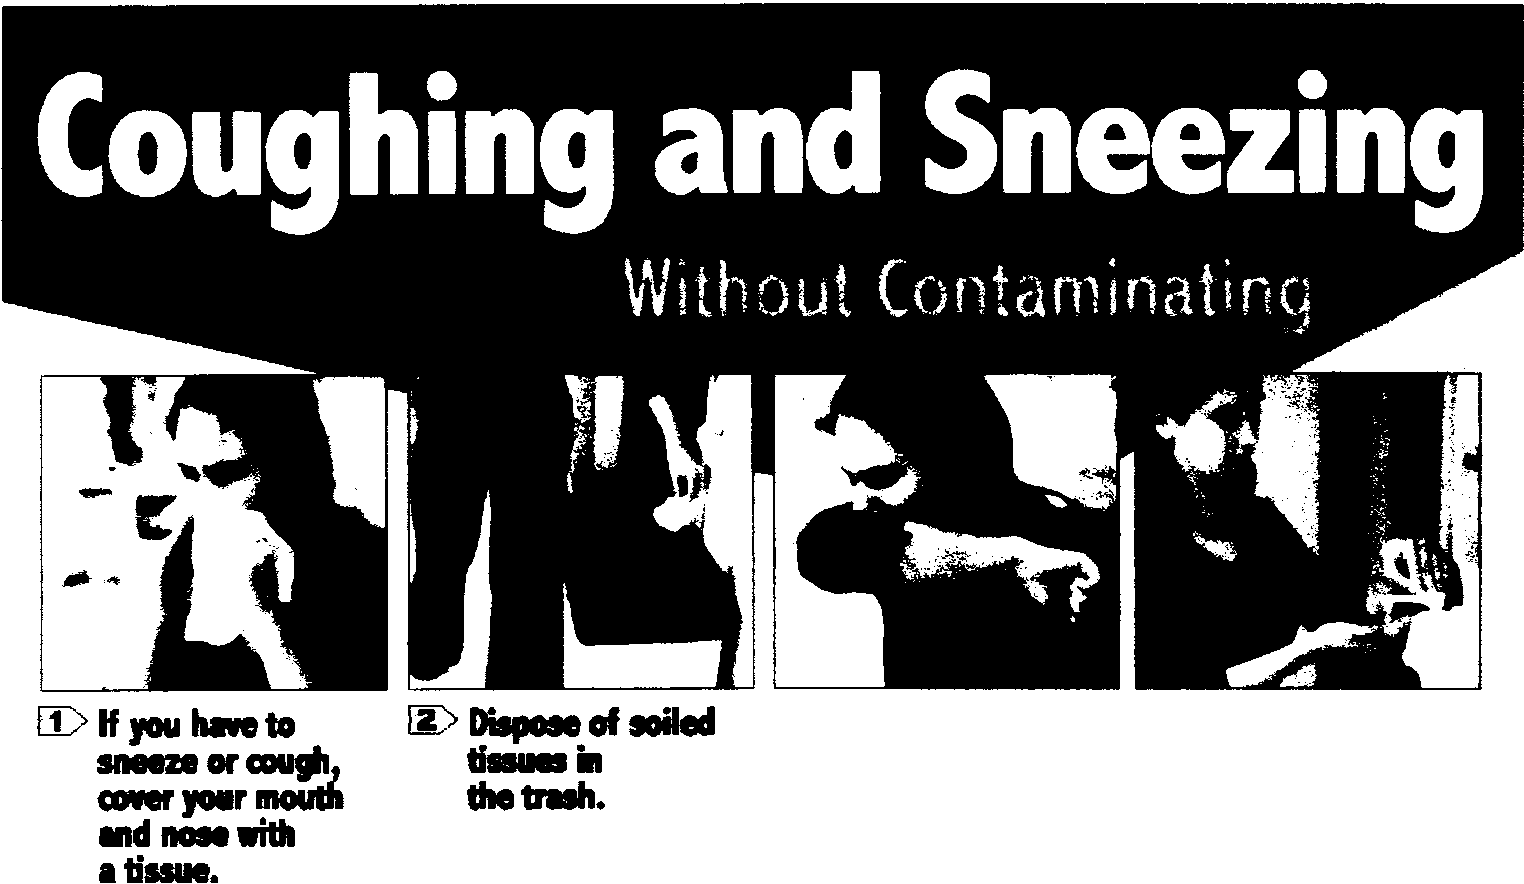 Coughing and Sneezing
Without Contaminating
1 If you have to
sneeze or cough,
cover your mouth
and nose with
a tissue.
2 Dispose of soiled
tissues in
the trash.